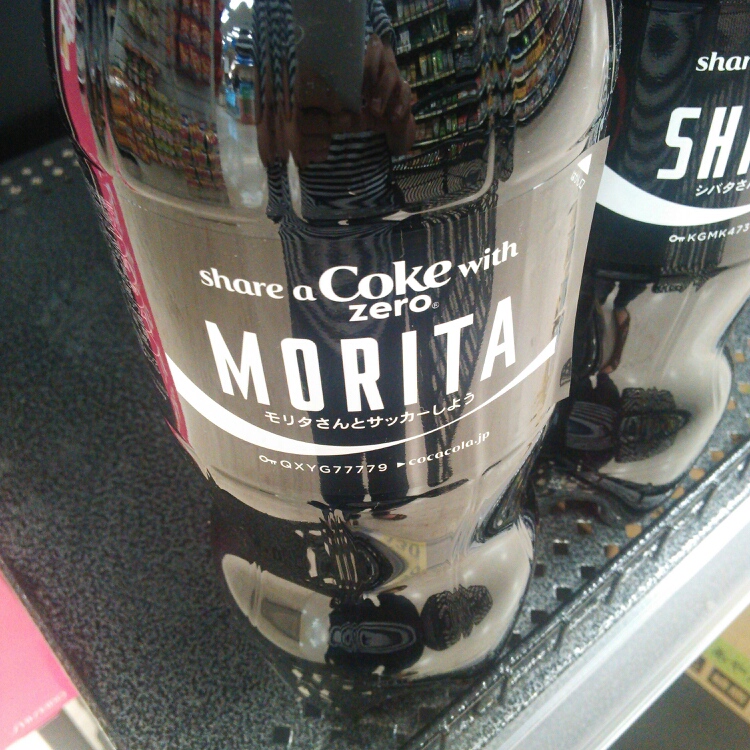 share a Coke with
zero®
MORITA
モリタさんとサッカーしよう
QXYG77779 ►cocacola.jp
SH
シバタさ
KGMK473